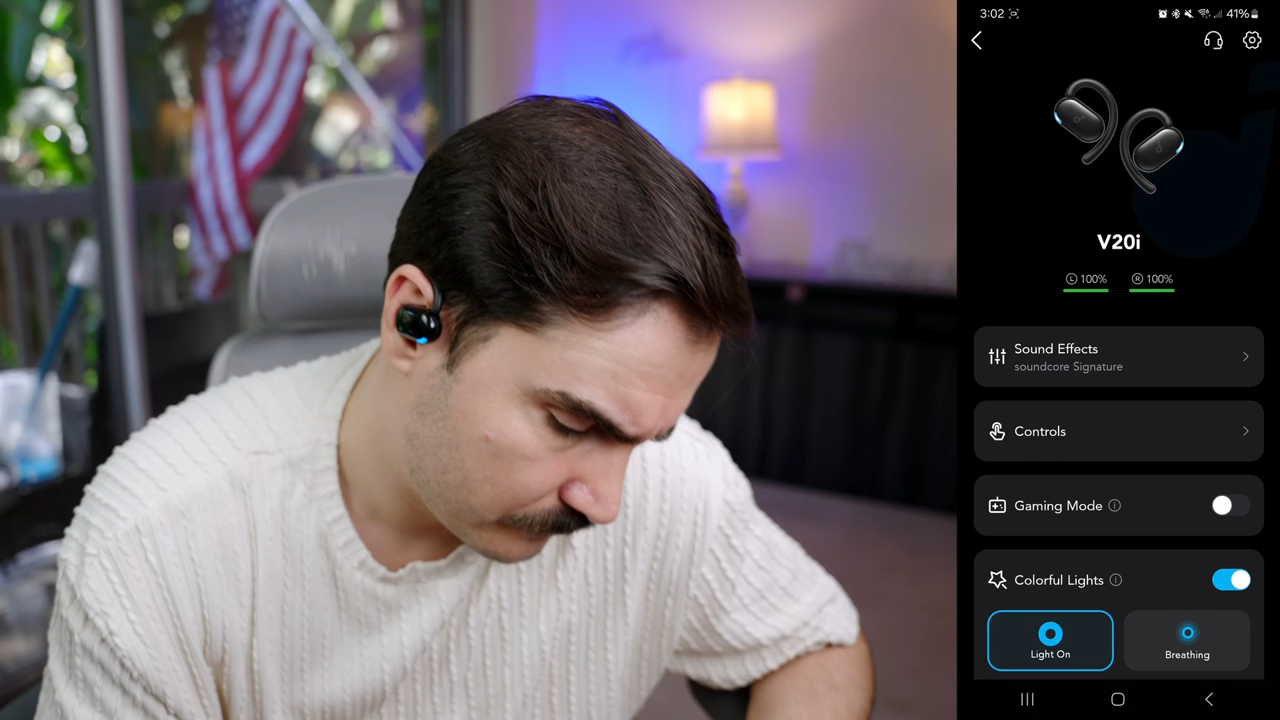 3:02
41%
V20i
L 100% R 100%
Sound Effects
soundcore Signature
Controls
Gaming Mode
Colorful Lights
Light On Breathing